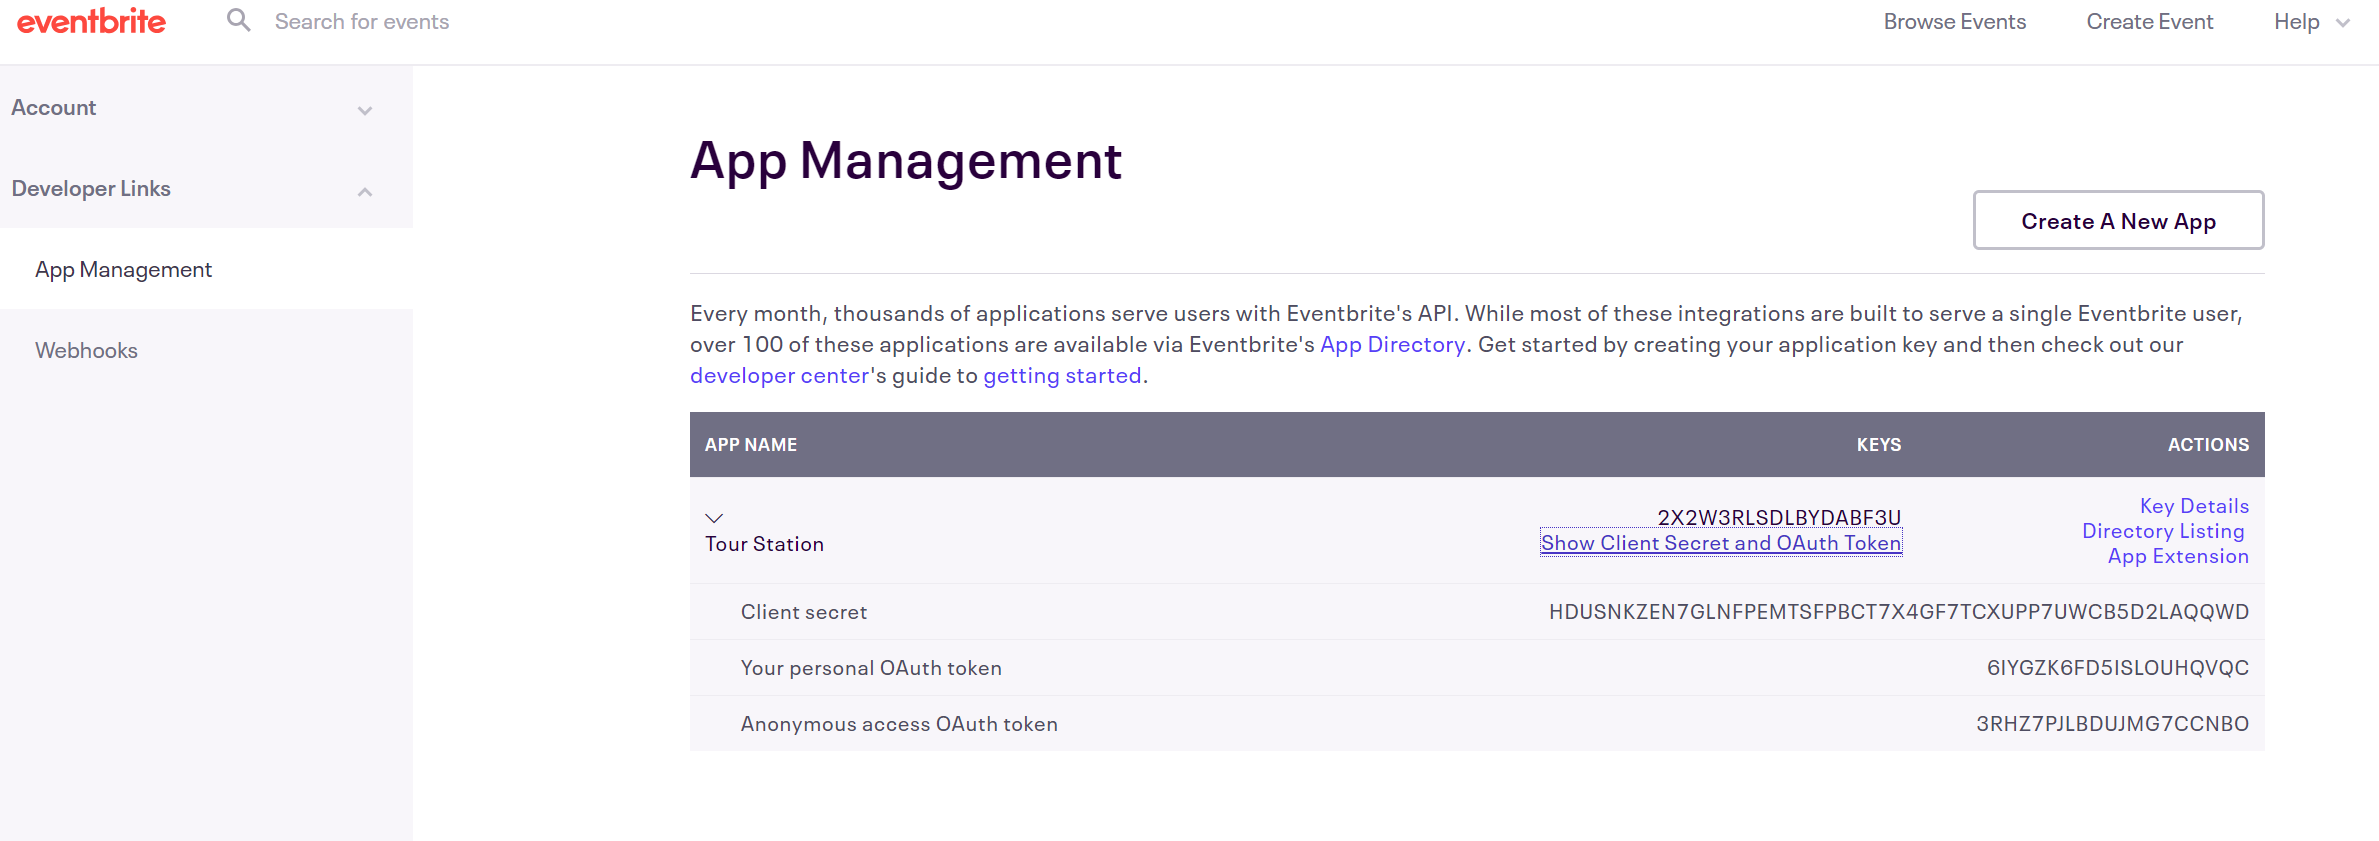 eventbrite
Search for events
Browse Events
Create Event
Help
Account
Developer Links
App Management
Webhooks
App Management
Create A New App
Every month, thousands of applications serve users with Eventbrite's API. While most of these integrations are built to serve a single Eventbrite user,
over 100 of these applications are available via Eventbrite's App Directory. Get started by creating your application key and then check out our
developer center's guide to getting started.
APP NAME
KEYS
ACTIONS
Tour Station
2X2W3RLSDLBYDABF3U
Show Client Secret and OAuth Token
Key Details
Directory Listing
App Extension
Client secret
HDUSNKZEN7GLNFPEMTSFPBCT7X4GF7TCXUPP7UWCB5D2LAQQWD
Your personal OAuth token
6IYGZK6FD5ISLOUHQVQC
Anonymous access OAuth token
3RHZ7PJLBDUJMG7CCNBO